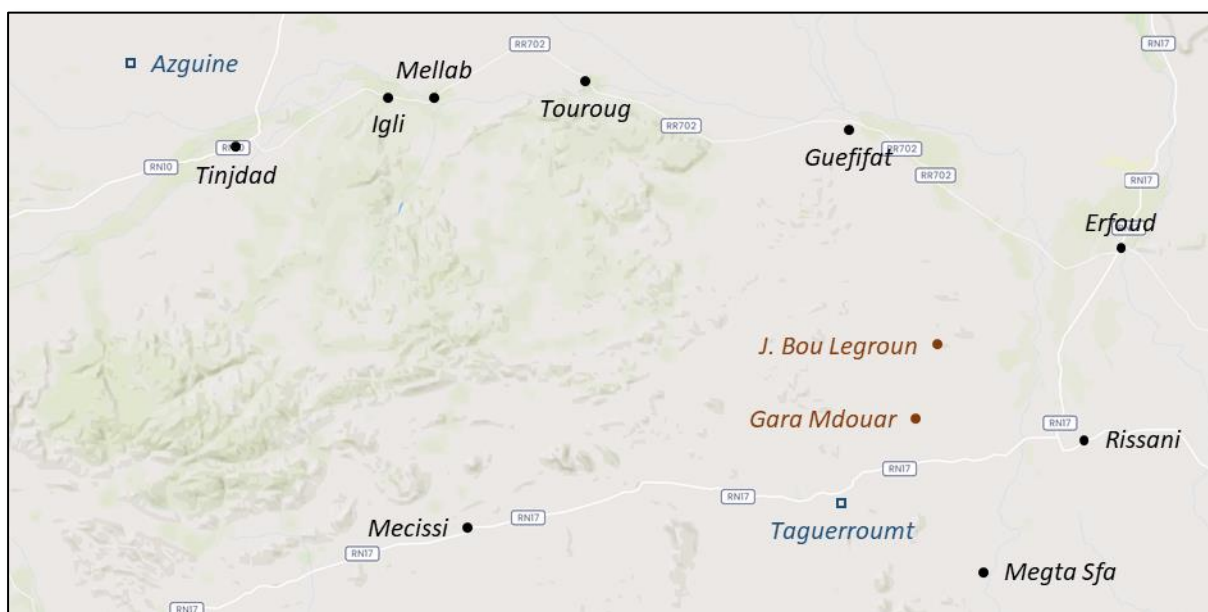 RR702
RN17
Azguine
Mellab
Igli
Touroug
RR702
Guefifat
RR702
Tinjdad
RN10
RR702
RN17
Erfoud
J. Bou Legroun
Gara Mdouar
RN17
Rissani
RN17
RN17
RN17
Mecissi
Taguerroumt
RN17
Megta Sfa
RN17